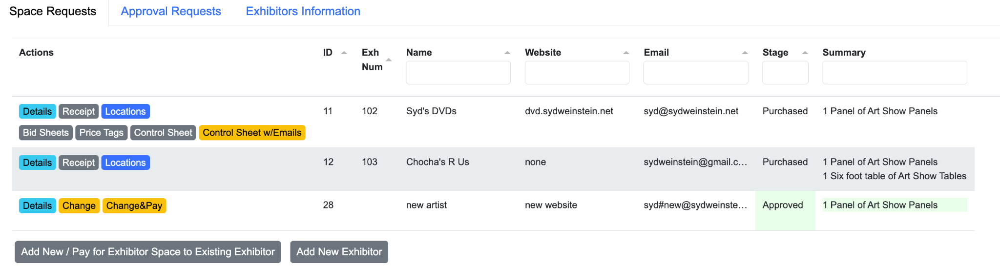 Space Requests Approval Requests Exhibitors Information
Actions ID Exh Num Name Website Email Stage Summary
Details Receipt Locations 11 102 Syd's DVDs dvd.sydweinstein.net syd@sydweinstein.net Purchased 1 Panel of Art Show Panels
Bid Sheets Price Tags Control Sheet Control Sheet w/Emails
Details Receipt Locations 12 103 Chocha's R Us none sydweinstein@gmail.c... Purchased 1 Panel of Art Show Panels
1 Six foot table of Art Show Tables
Details Change Change&Pay 28 new artist new website syd#new@sydweinste... Approved 1 Panel of Art Show Panels
Add New / Pay for Exhibitor Space to Existing Exhibitor Add New Exhibitor